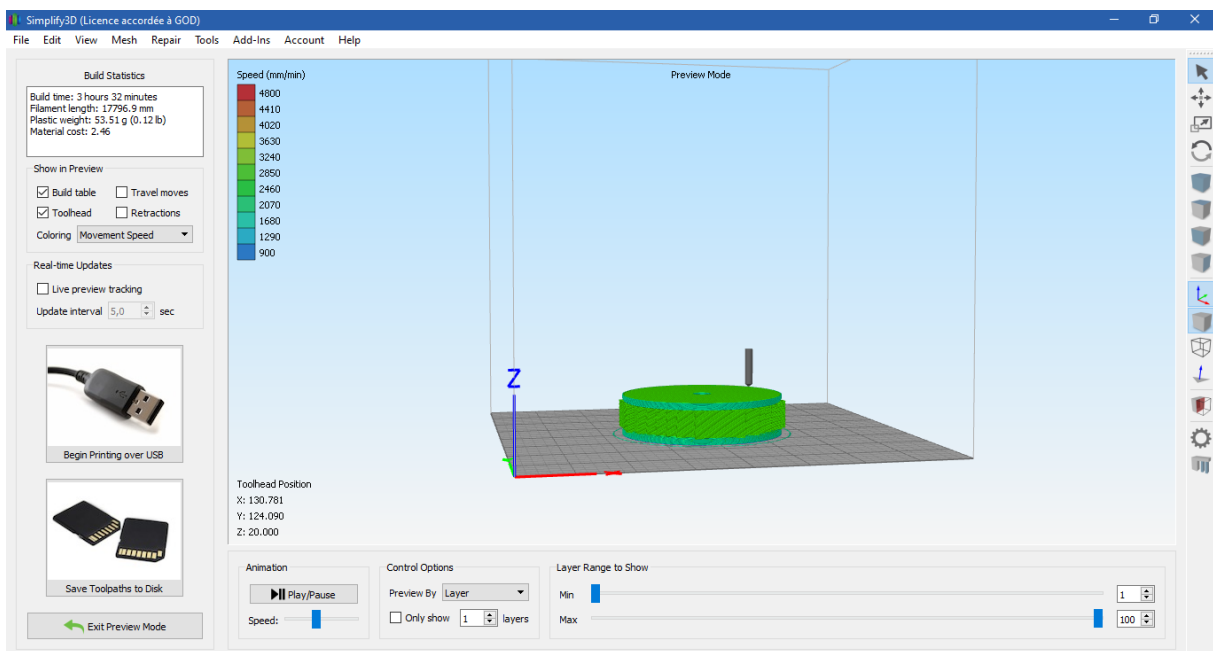 Simplify3D (Licence accordée à GOD)
File Edit View Mesh Repair Tools Add-Ins Account Help
Build Statistics
Build time: 3 hours 32 minutes
Filament length: 17796.9 mm
Plastic weight: 53.51 g (0.12 lb)
Material cost: 2.46
Show in Preview
Build table Travel moves
Toolhead Retractions
Coloring Movement Speed
Real-time Updates
Live preview tracking
Update interval 5,0 sec
Begin Printing over USB
Save Toolpaths to Disk
Exit Preview Mode
Speed (mm/min)
4800
4410
4020
3630
3240
2850
2460
2070
1680
1290
900
Preview Mode
Z
Toolhead Position
X: 130.781
Y: 124.090
Z: 20.000
Animation
Play/Pause
Speed:
Control Options
Preview By Layer
Only show 1 layers
Layer Range to Show
Min 1
Max 100